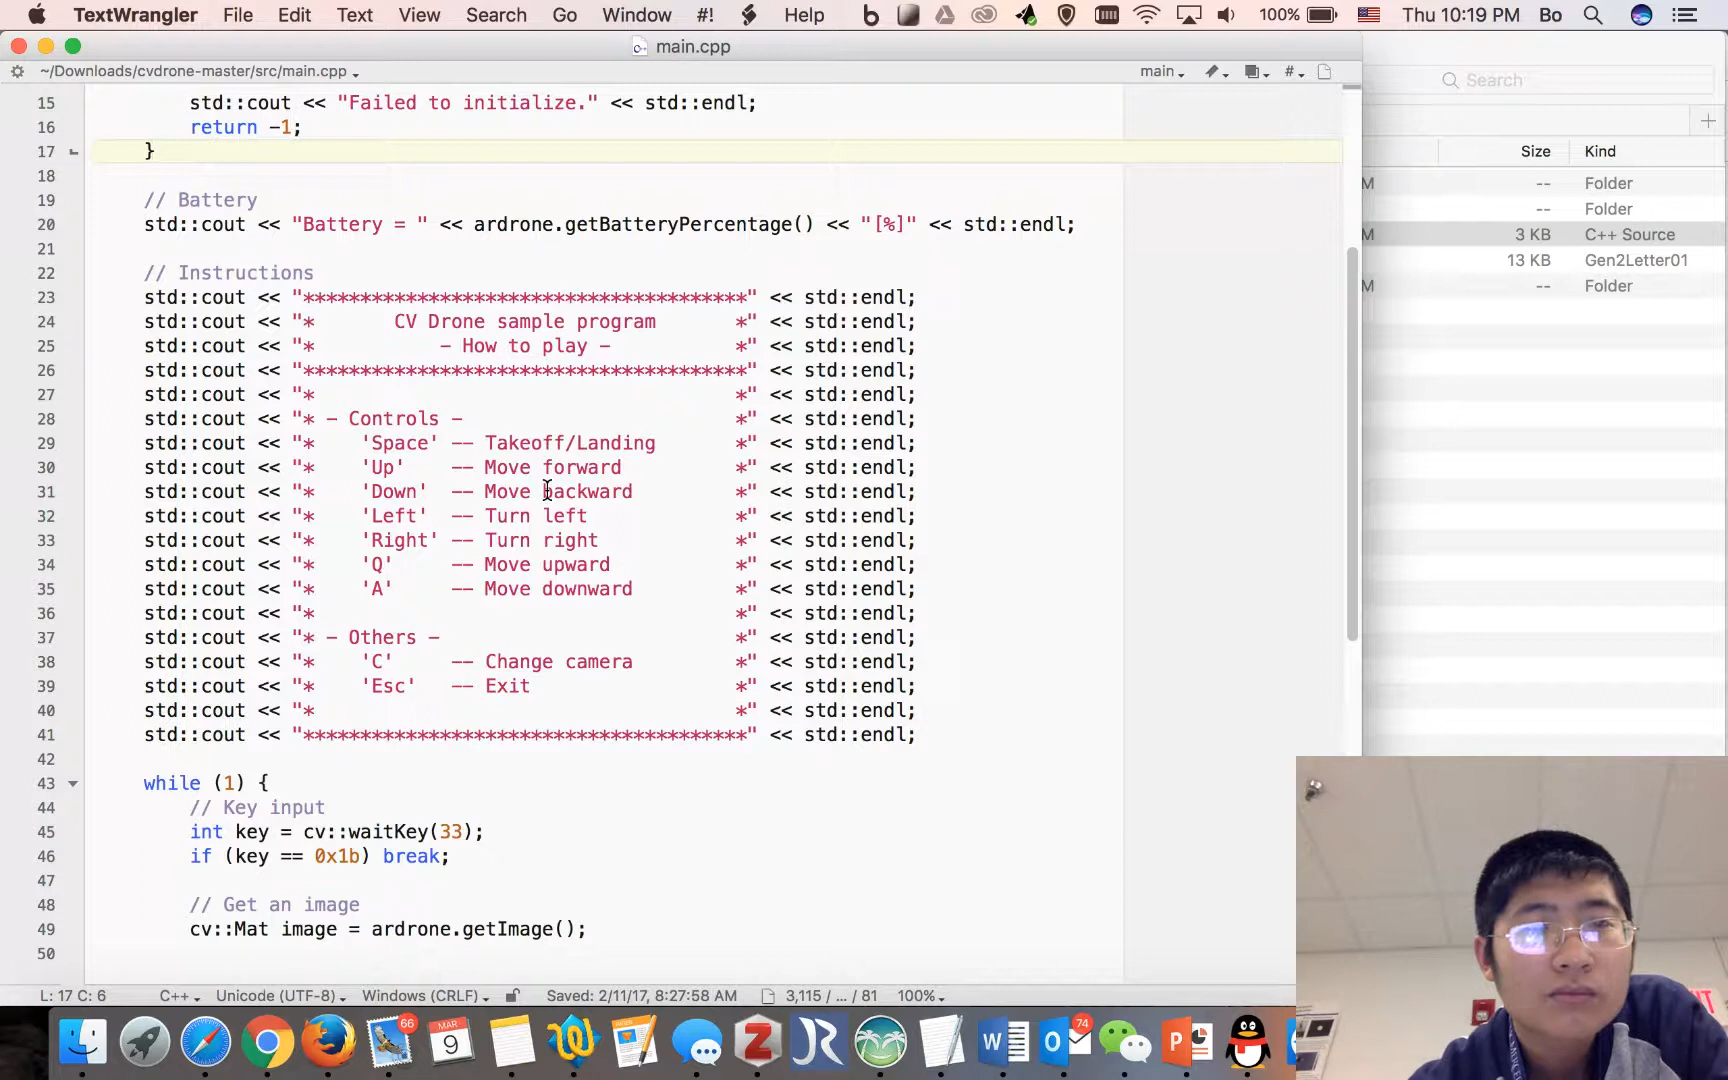 TextWrangler File Edit Text View Search Go Window #! Help 100% Thu 10:19 PM Bo
main.cpp
~/Downloads/cvdrone-master/src/main.cpp main #
Search
Size Kind
15 std::cout << "Failed to initialize." << std::endl;
16 return -1;
17 }
18
19 // Battery
20 std::cout << "Battery = " << ardrone.getBatteryPercentage() << "[%]" << std::endl;
21
22 // Instructions
23 std::cout << "***************************************" << std::endl;
24 std::cout << "* CV Drone sample program *" << std::endl;
25 std::cout << "* - How to play - *" << std::endl;
26 std::cout << "***************************************" << std::endl;
27 std::cout << "* *" << std::endl;
28 std::cout << "* - Controls - *" << std::endl;
29 std::cout << "* 'Space' -- Takeoff/Landing *" << std::endl;
30 std::cout << "* 'Up' -- Move forward *" << std::endl;
31 std::cout << "* 'Down' -- Move backward *" << std::endl;
32 std::cout << "* 'Left' -- Turn left *" << std::endl;
33 std::cout << "* 'Right' -- Turn right *" << std::endl;
34 std::cout << "* 'Q' -- Move upward *" << std::endl;
35 std::cout << "* 'A' -- Move downward *" << std::endl;
36 std::cout << "* *" << std::endl;
37 std::cout << "* - Others - *" << std::endl;
38 std::cout << "* 'C' -- Change camera *" << std::endl;
39 std::cout << "* 'Esc' -- Exit *" << std::endl;
40 std::cout << "* *" << std::endl;
41 std::cout << "***************************************" << std::endl;
42
43 while (1) {
44 // Key input
45 int key = cv::waitKey(33);
46 if (key == 0x1b) break;
47
48 // Get an image
49 cv::Mat image = ardrone.getImage();
50
M -- Folder
-- Folder
M 3 KB C++ Source
13 KB Gen2Letter01
M -- Folder
L: 17 C: 6 C++ Unicode (UTF-8) Windows (CRLF) Saved: 2/11/17, 8:27:58 AM 3,115 / ... / 81 100%
66
MAR
9
74